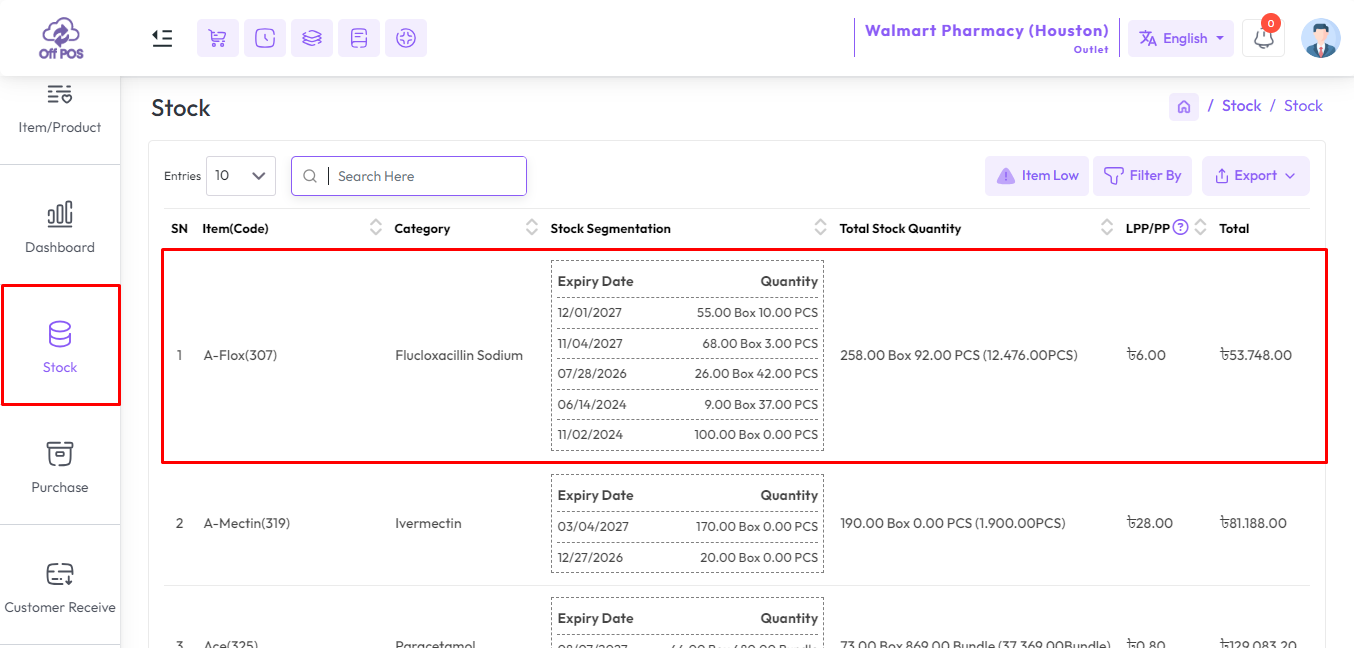 Off POS
Walmart Pharmacy (Houston)
Outlet
English
0
Item/Product
Dashboard
Stock
Purchase
Customer Receive
Stock
/ Stock / Stock
Entries 10 Search Here Item Low Filter By Export
SN Item(Code) Category Stock Segmentation Total Stock Quantity LPP/PP ? Total
Expiry Date Quantity
12/01/2027 55.00 Box 10.00 PCS
11/04/2027 68.00 Box 3.00 PCS
1 A-Flox(307) Flucloxacillin Sodium 258.00 Box 92.00 PCS (12.476.00PCS) ৳6.00 ৳53.748.00
07/28/2026 26.00 Box 42.00 PCS
06/14/2024 9.00 Box 37.00 PCS
11/02/2024 100.00 Box 0.00 PCS
Expiry Date Quantity
2 A-Mectin(319) Ivermectin 190.00 Box 0.00 PCS (1.900.00PCS) ৳28.00 ৳81.188.00
03/04/2027 170.00 Box 0.00 PCS
12/27/2026 20.00 Box 0.00 PCS
Expiry Date Quantity
3 Ace(325) Paracetamol 73.00 Box 869.00 Bundle (37.369.00Bundle) ৳0.80 ৳129.083.20